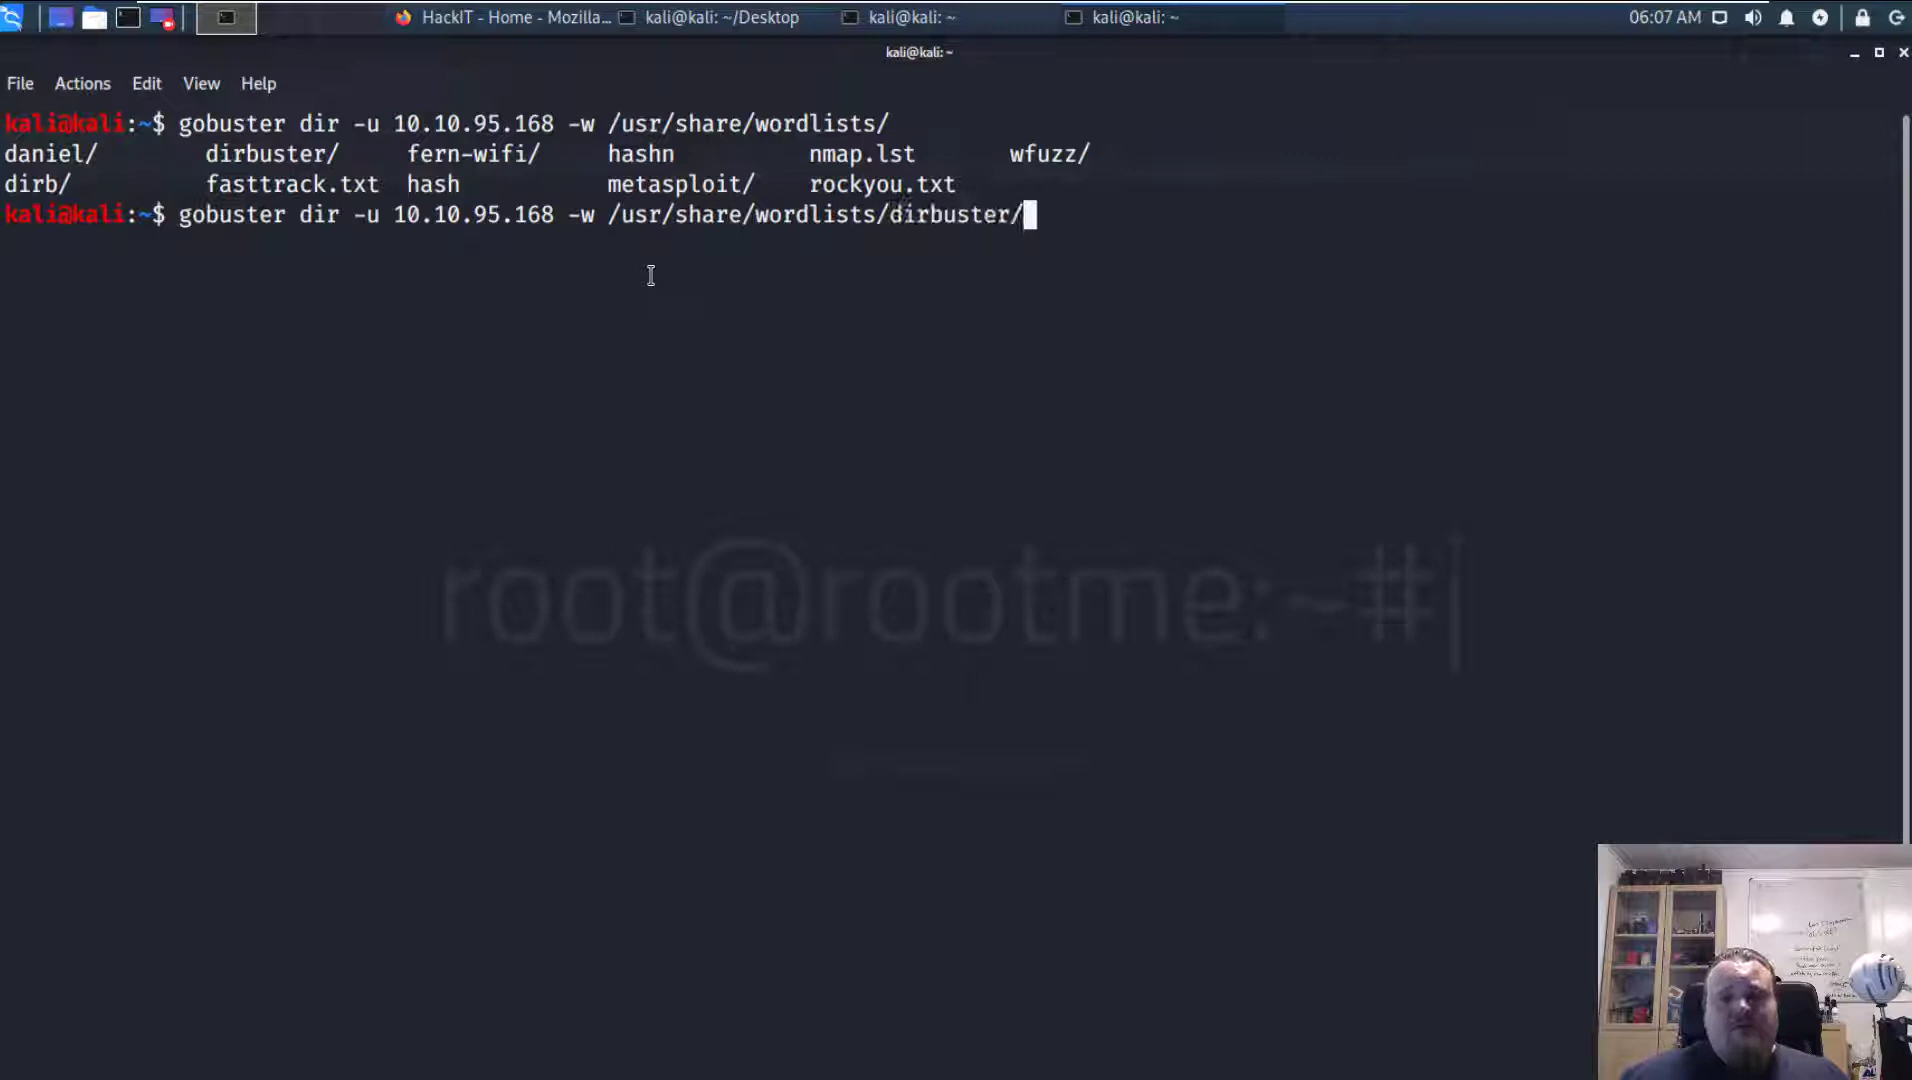 HackIT - Home - Mozilla... kali@kali: ~/Desktop kali@kali: ~ kali@kali: ~ 06:07 AM
kali@kali: ~
File Actions Edit View Help
kali@kali:~$ gobuster dir -u 10.10.95.168 -w /usr/share/wordlists/
daniel/ dirbuster/ fern-wifi/ hashn nmap.lst wfuzz/
dirb/ fasttrack.txt hash metasploit/ rockyou.txt
kali@kali:~$ gobuster dir -u 10.10.95.168 -w /usr/share/wordlists/dirbuster/
root@rootme:~#